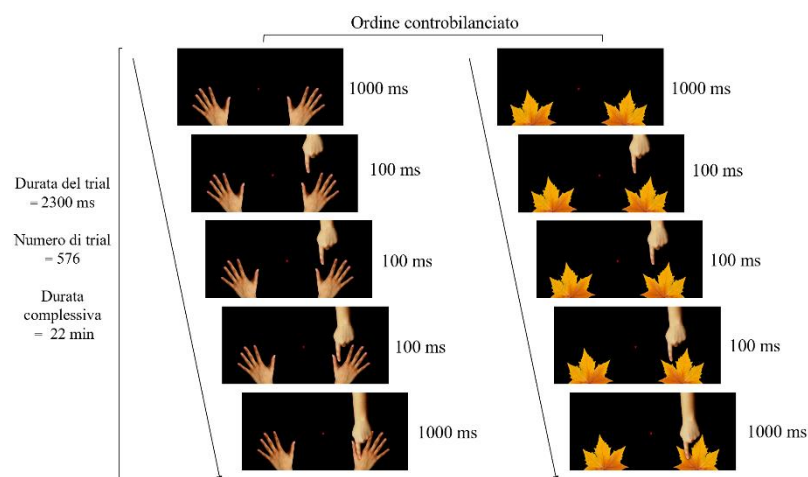 Ordine controbilanciato
1000 ms
1000 ms
100 ms
100 ms
Durata del trial
= 2300 ms
Numero di trial
= 576
Durata
complessiva
= 22 min
100 ms
100 ms
100 ms
100 ms
1000 ms
1000 ms